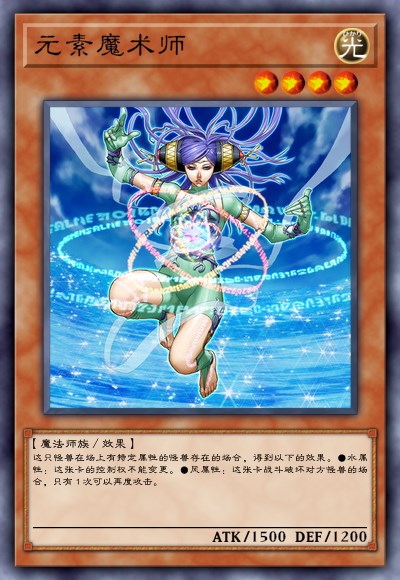 元素魔术师
ひかり
光
【魔法师族／效果】
这只怪兽在场上有特定属性的怪兽存在的场合，得到以下的效果。●水属
性：这张卡的控制权不能变更。●风属性：这张卡战斗破坏对方怪兽的场
合，只有1次可以再度攻击。
ATK/1500 DEF/1200